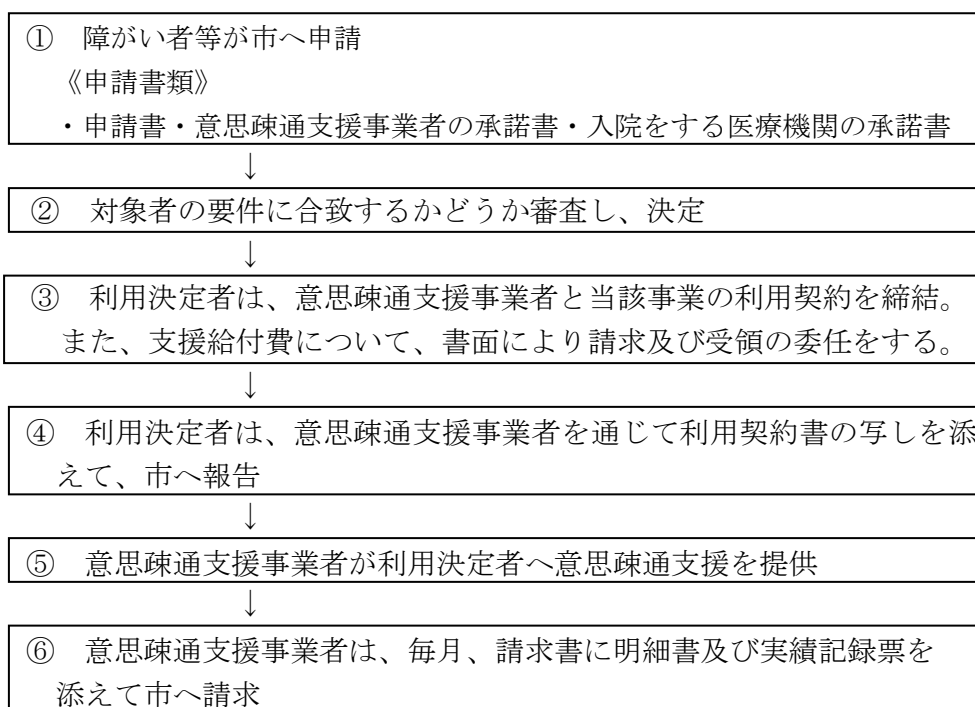 ①　障がい者等が市へ申請
《申請書類》
・申請書・意思疎通支援事業者の承諾書・入院をする医療機関の承諾書
↓
②　対象者の要件に合致するかどうか審査し、決定
↓
③　利用決定者は、意思疎通支援事業者と当該事業の利用契約を締結。
また、支援給付費について、書面により請求及び受領の委任をする。
↓
④　利用決定者は、意思疎通支援事業者を通じて利用契約書の写しを添
えて、市へ報告
↓
⑤　意思疎通支援事業者が利用決定者へ意思疎通支援を提供
↓
⑥　意思疎通支援事業者は、毎月、請求書に明細書及び実績記録票を
添えて市へ請求